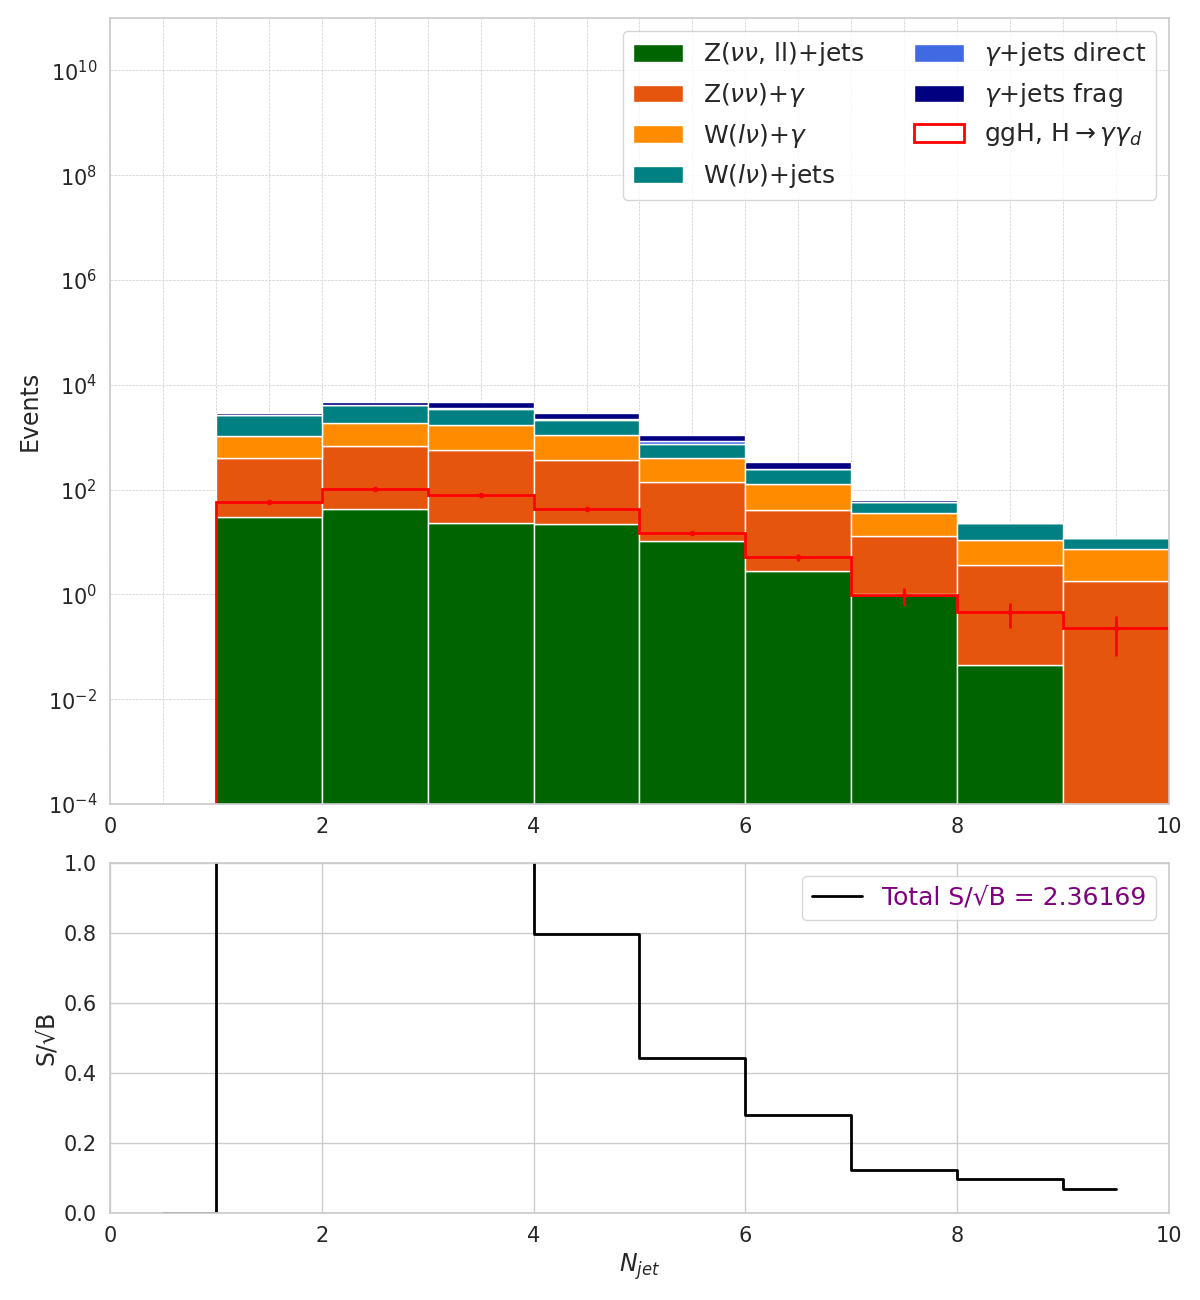 Z(νν, ll)+jets
Z(νν)+γ
W(lν)+γ
W(lν)+jets
γ+jets direct
γ+jets frag
ggH, H→γγ_d
Events
10^10
10^8
10^6
10^4
10^2
10^0
10^−2
10^−4
0 2 4 6 8 10
Total S/√B = 2.36169
S/√B
1.0
0.8
0.6
0.4
0.2
0.0
0 2 4 6 8 10
N_jet